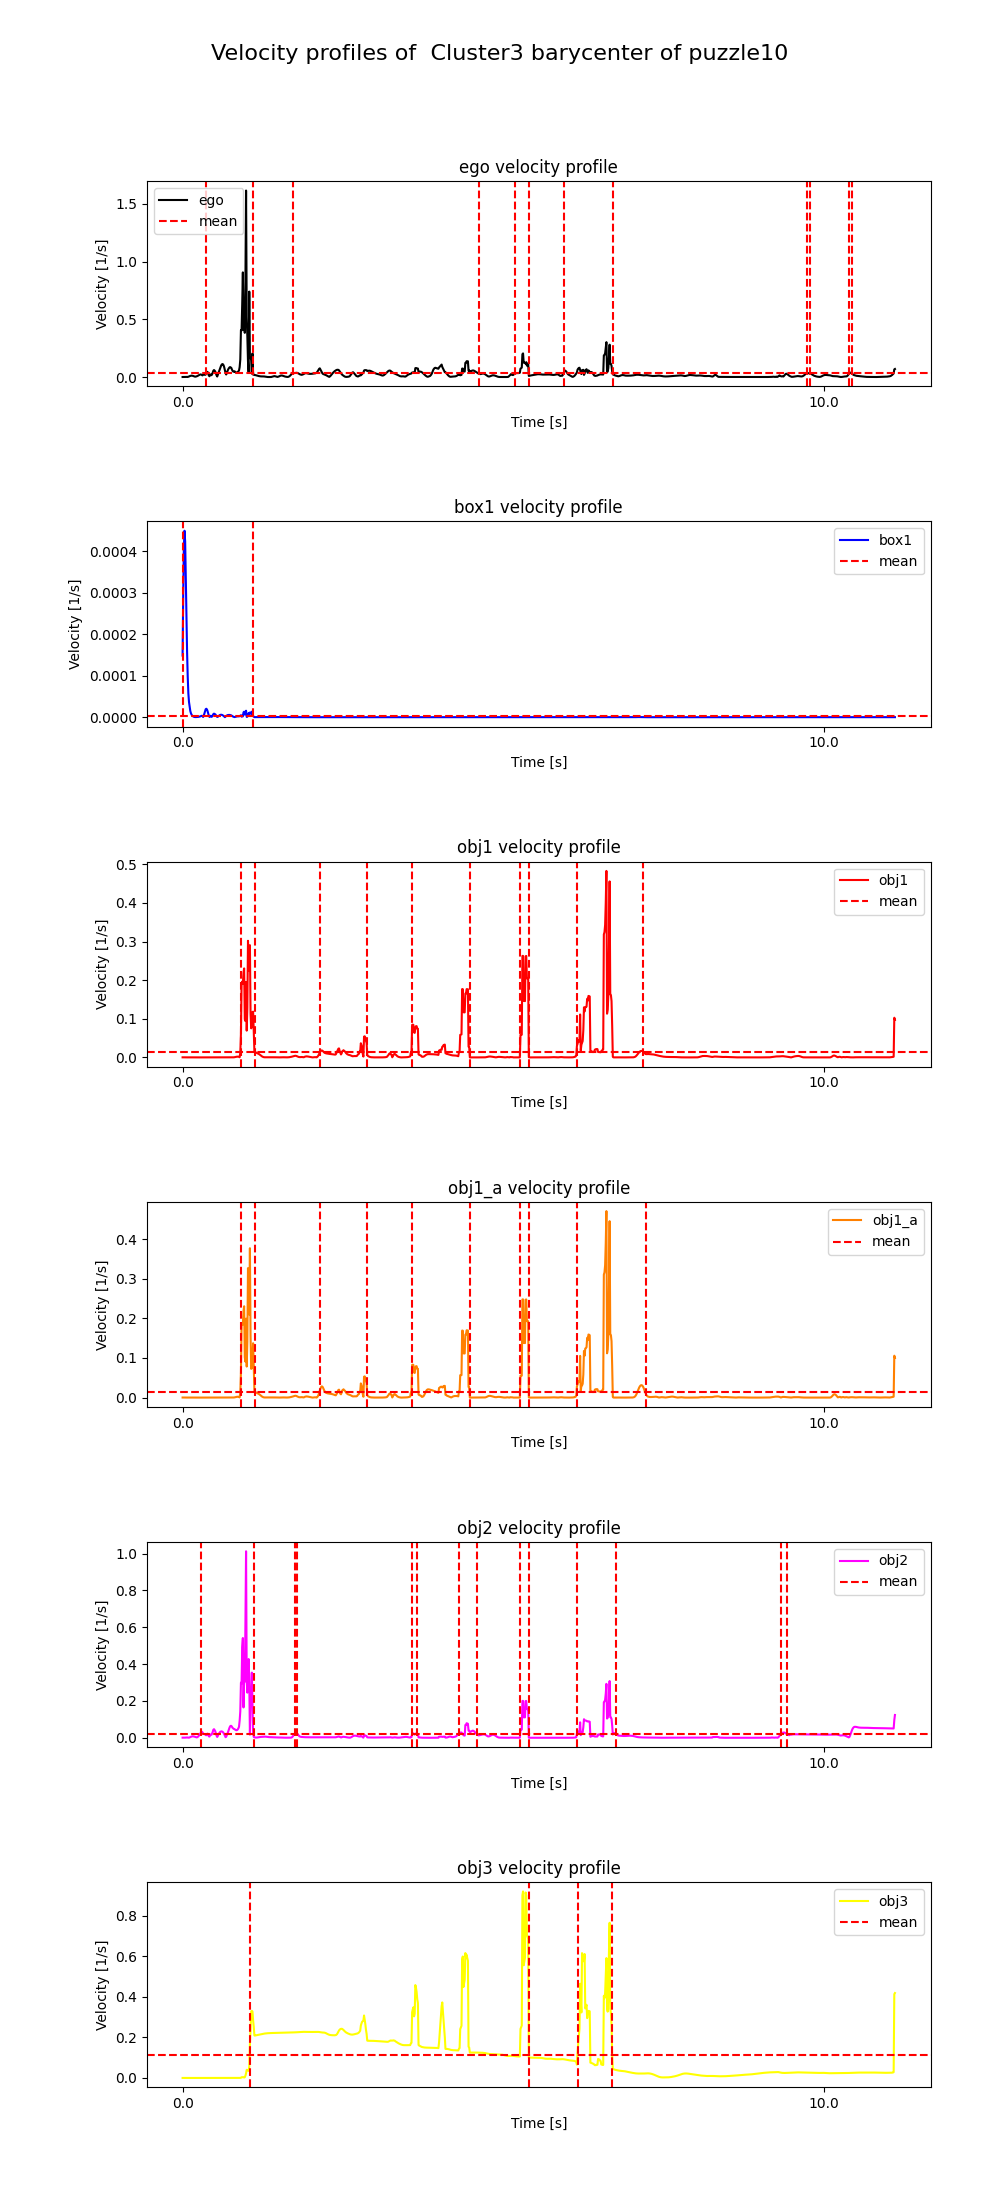 Velocity profiles of  Cluster3 barycenter of puzzle10
ego velocity profile
ego
mean
Velocity [1/s]
1.5
1.0
0.5
0.0
0.0
10.0
Time [s]
box1 velocity profile
box1
mean
Velocity [1/s]
0.0004
0.0003
0.0002
0.0001
0.0000
0.0
10.0
Time [s]
obj1 velocity profile
obj1
mean
Velocity [1/s]
0.5
0.4
0.3
0.2
0.1
0.0
0.0
10.0
Time [s]
obj1_a velocity profile
obj1_a
mean
Velocity [1/s]
0.4
0.3
0.2
0.1
0.0
0.0
10.0
Time [s]
obj2 velocity profile
obj2
mean
Velocity [1/s]
1.0
0.8
0.6
0.4
0.2
0.0
0.0
10.0
Time [s]
obj3 velocity profile
obj3
mean
Velocity [1/s]
0.8
0.6
0.4
0.2
0.0
0.0
10.0
Time [s]